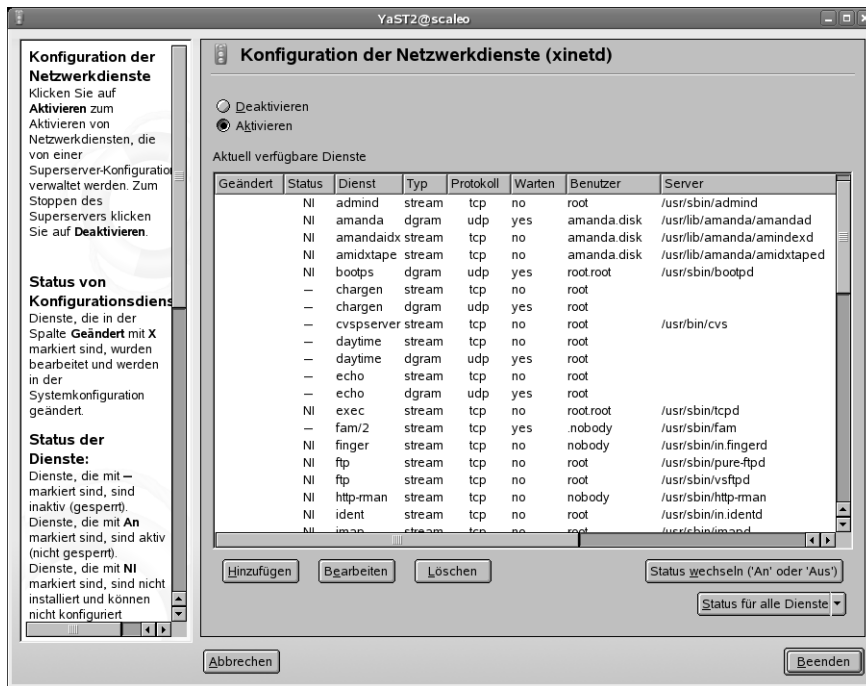 YaST2@scaleo
Konfiguration der
Netzwerkdienste
Klicken Sie auf
Aktivieren zum
Aktivieren von
Netzwerkdiensten, die
von einer
Superserver-Konfiguration
verwaltet werden. Zum
Stoppen des
Superservers klicken
Sie auf Deaktivieren.
Status von
Konfigurationsdiens
Dienste, die in der
Spalte Geändert mit X
markiert sind, wurden
bearbeitet und werden
in der
Systemkonfiguration
geändert.
Status der
Dienste:
Dienste, die mit —
markiert sind, sind
inaktiv (gesperrt).
Dienste, die mit An
markiert sind, sind aktiv
(nicht gesperrt).
Dienste, die mit NI
markiert sind, sind nicht
installiert und können
nicht konfiguriert
Konfiguration der Netzwerkdienste (xinetd)
Deaktivieren
Aktivieren
Aktuell verfügbare Dienste
Geändert Status Dienst Typ Protokoll Warten Benutzer Server
NI admind stream tcp no root /usr/sbin/admind
NI amanda dgram udp yes amanda.disk /usr/lib/amanda/amandad
NI amandaidx stream tcp no amanda.disk /usr/lib/amanda/amindexd
NI amidxtape stream tcp no amanda.disk /usr/lib/amanda/amidxtaped
NI bootps dgram udp yes root.root /usr/sbin/bootpd
— chargen stream tcp no root
— chargen dgram udp yes root
— cvspserver stream tcp no root /usr/bin/cvs
— daytime stream tcp no root
— daytime dgram udp yes root
— echo stream tcp no root
— echo dgram udp yes root
NI exec stream tcp no root.root /usr/sbin/tcpd
— fam/2 stream tcp yes .nobody /usr/sbin/fam
NI finger stream tcp no nobody /usr/sbin/in.fingerd
NI ftp stream tcp no root /usr/sbin/pure-ftpd
NI ftp stream tcp no root /usr/sbin/vsftpd
NI http-rman stream tcp no nobody /usr/sbin/http-rman
NI ident stream tcp no root /usr/sbin/in.identd
NI imap stream tcp no root /usr/sbin/imapd
Hinzufügen Bearbeiten Löschen Status wechseln ('An' oder 'Aus')
Status für alle Dienste
Abbrechen Beenden